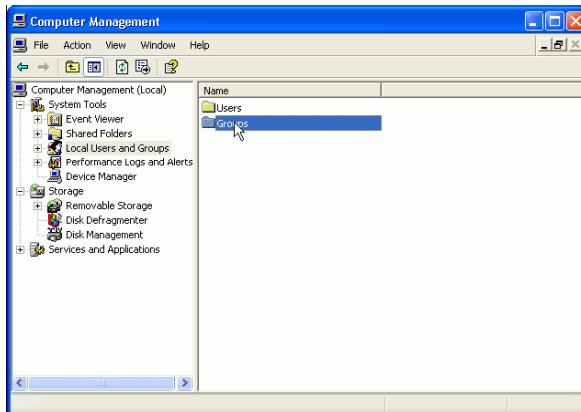 Computer Management
File Action View Window Help
Computer Management (Local)
System Tools
Event Viewer
Shared Folders
Local Users and Groups
Performance Logs and Alerts
Device Manager
Storage
Removable Storage
Disk Defragmenter
Disk Management
Services and Applications
Name
Users
Groups